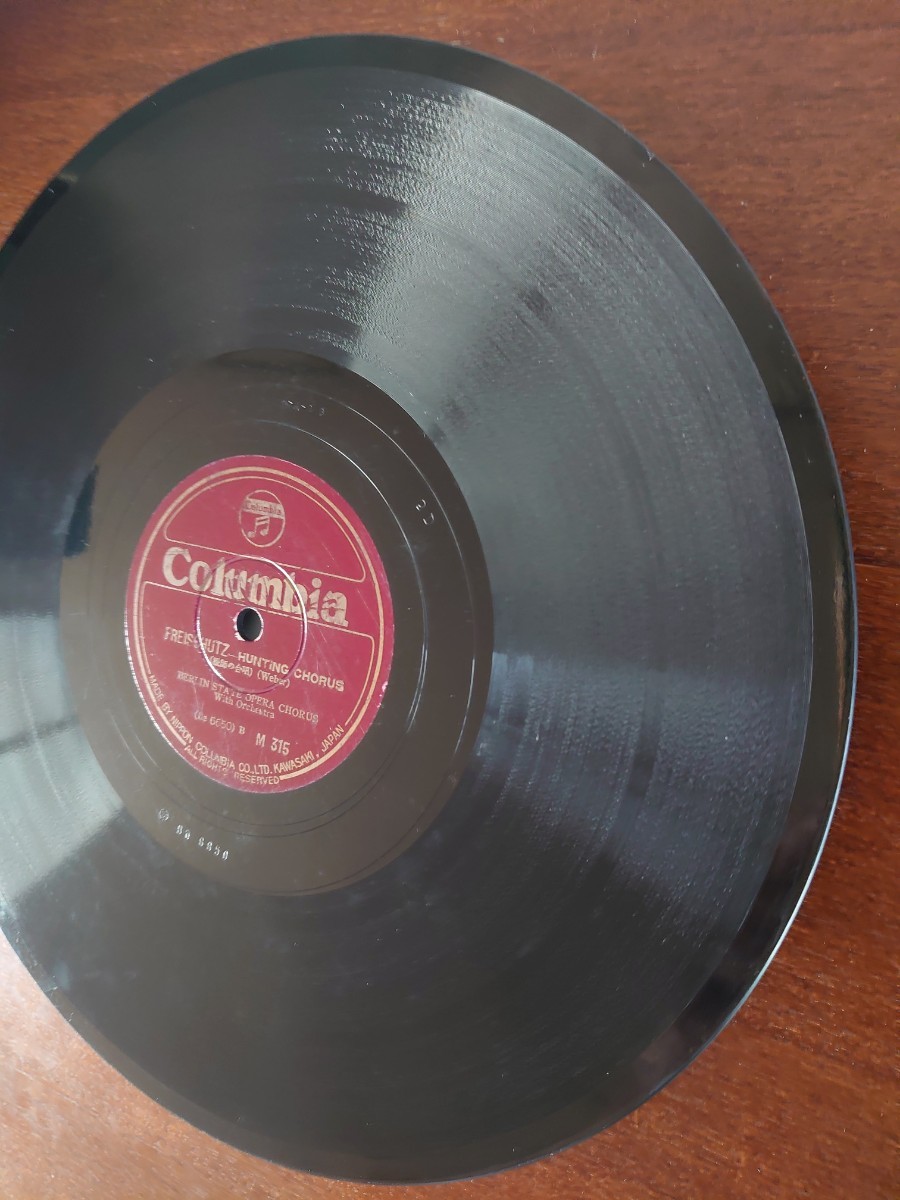 Columbia
Columbia
FREISCHUTZ—HUNTING CHORUS
(Weber)
BERLIN STATE OPERA CHORUS
With Orchestra
B M 315
MADE BY NIPPON COLUMBIA CO., LTD. KAWASAKI, JAPAN
ALL RIGHTS RESERVED